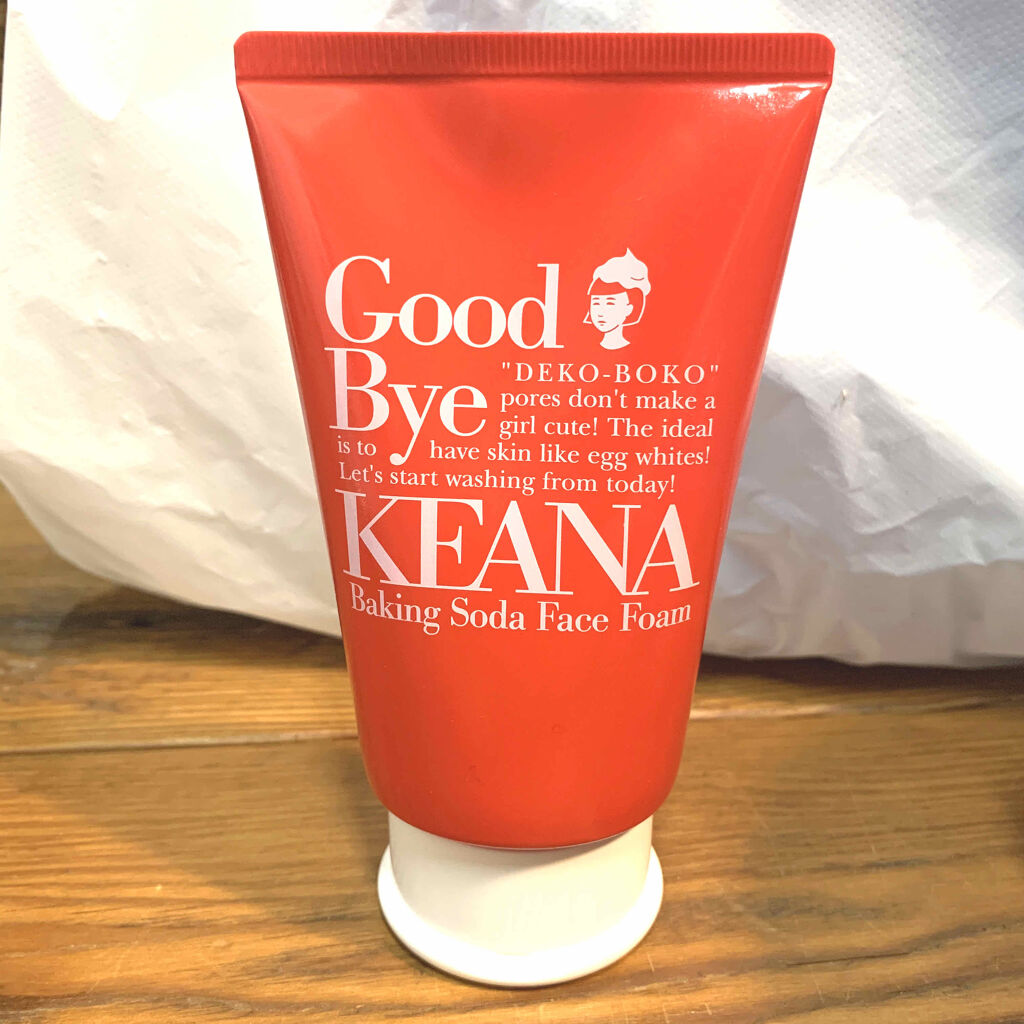 Good
Bye
"DEKO-BOKO"
pores don't make a
girl cute! The ideal
is to have skin like egg whites!
Let's start washing from today!
KEANA
Baking Soda Face Foam